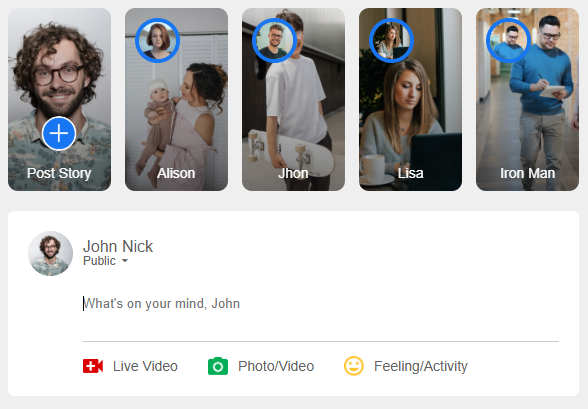 Post Story
Alison
Jhon
Lisa
Iron Man
John Nick
Public
What's on your mind, John
Live Video
Photo/Video
Feeling/Activity